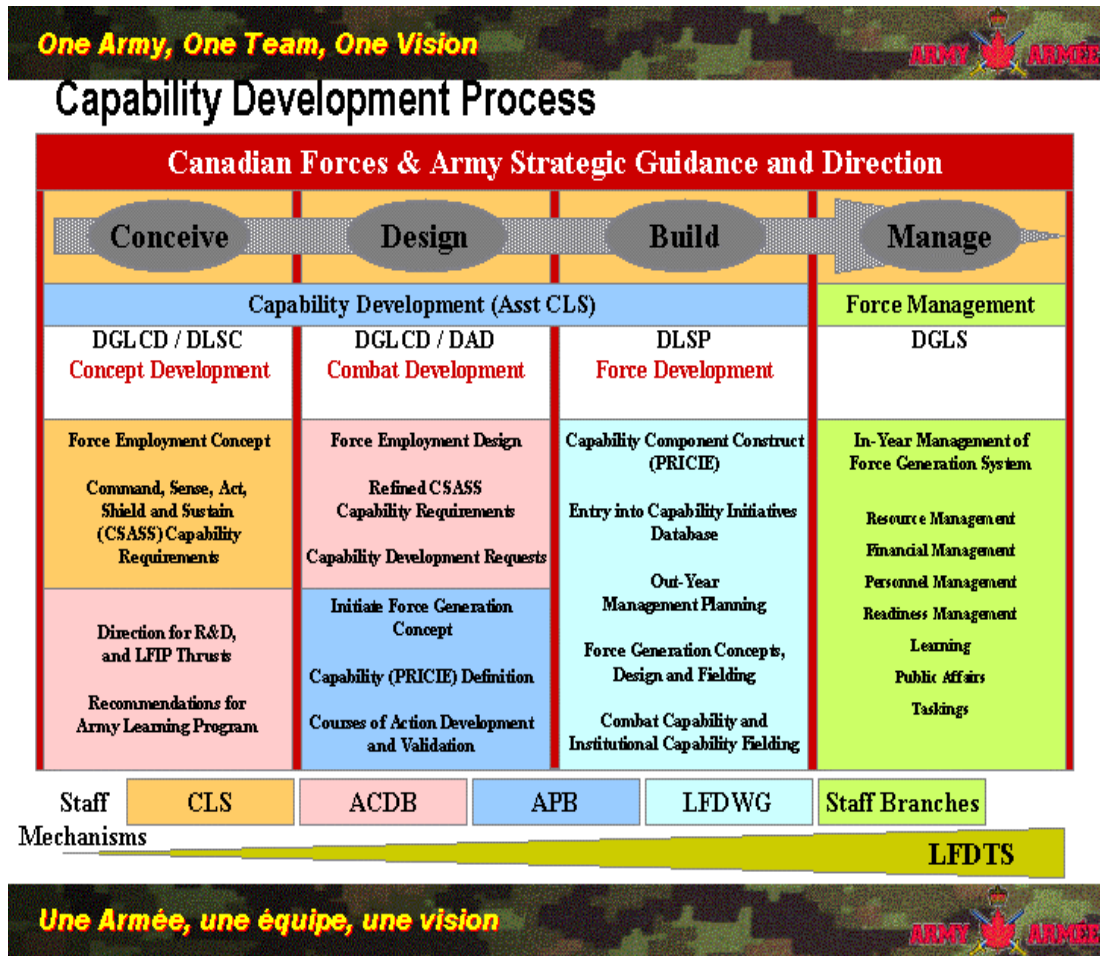 One Army, One Team, One Vision
ARMY ARMÉE
Capability Development Process
Canadian Forces & Army Strategic Guidance and Direction
Conceive
Design
Build
Manage
Capability Development (Asst CLS)
Force Management
DGLCD / DLSC
Concept Development
DGLCD / DAD
Combat Development
DLSP
Force Development
DGLS
Force Employment Concept
Command, Sense, Act,
Shield and Sustain
(CSASS) Capability
Requirements
Direction for R&D,
and LFIP Thrusts
Recommendations for
Army Learning Program
Force Employment Design
Refined CSASS
Capability Requirements
Capability Development Requests
Initiate Force Generation
Concept
Capability (PRICIE) Definition
Courses of Action Development
and Validation
Capability Component Construct
(PRICIE)
Entry into Capability Initiatives
Database
Out-Year
Management Planning
Force Generation Concepts,
Design and Fielding
Combat Capability and
Institutional Capability Fielding
In-Year Management of
Force Generation System
Resource Management
Financial Management
Personnel Management
Readiness Management
Learning
Public Affairs
Taskings
Staff
Mechanisms
CLS
ACDB
APB
LFDWG
Staff Branches
LFDTS
Une Armée, une équipe, une vision
ARMY ARMÉE